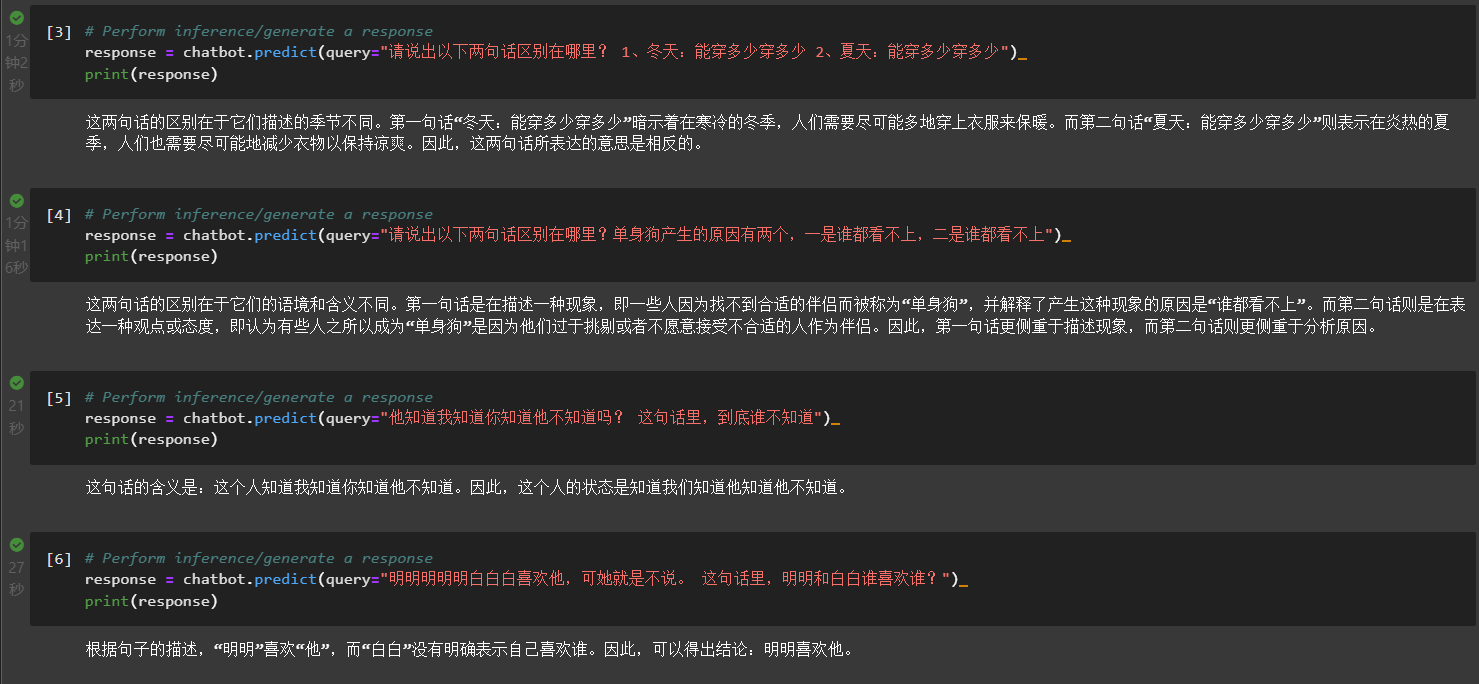 [3] # Perform inference/generate a response
response = chatbot.predict(query="请说出以下两句话区别在哪里？ 1、冬天：能穿多少穿多少 2、夏天：能穿多少穿多少")_
print(response)
1分
钟2
秒
这两句话的区别在于它们描述的季节不同。第一句话“冬天：能穿多少穿多少”暗示着在寒冷的冬季，人们需要尽可能多地穿上衣服来保暖。而第二句话“夏天：能穿多少穿多少”则表示在炎热的夏
季，人们也需要尽可能地减少衣物以保持凉爽。因此，这两句话所表达的意思是相反的。
[4] # Perform inference/generate a response
response = chatbot.predict(query="请说出以下两句话区别在哪里？单身狗产生的原因有两个，一是谁都看不上，二是谁都看不上")_
print(response)
1分
钟1
6秒
这两句话的区别在于它们的语境和含义不同。第一句话是在描述一种现象，即一些人因为找不到合适的伴侣而被称为“单身狗”，并解释了产生这种现象的原因是“谁都看不上”。而第二句话则是在表
达一种观点或态度，即认为有些人之所以成为“单身狗”是因为他们过于挑剔或者不愿意接受不合适的人作为伴侣。因此，第一句话更侧重于描述现象，而第二句话则更侧重于分析原因。
[5] # Perform inference/generate a response
response = chatbot.predict(query="他知道我知道你知道他不知道吗？ 这句话里，到底谁不知道")_
print(response)
21
秒
这句话的含义是：这个人知道我知道你知道他不知道。因此，这个人的状态是知道我们知道他知道他不知道。
[6] # Perform inference/generate a response
response = chatbot.predict(query="明明明明明白白白喜欢他，可她就是不说。 这句话里，明明和白白谁喜欢谁？")_
print(response)
27
秒
根据句子的描述，“明明”喜欢“他”，而“白白”没有明确表示自己喜欢谁。因此，可以得出结论：明明喜欢他。